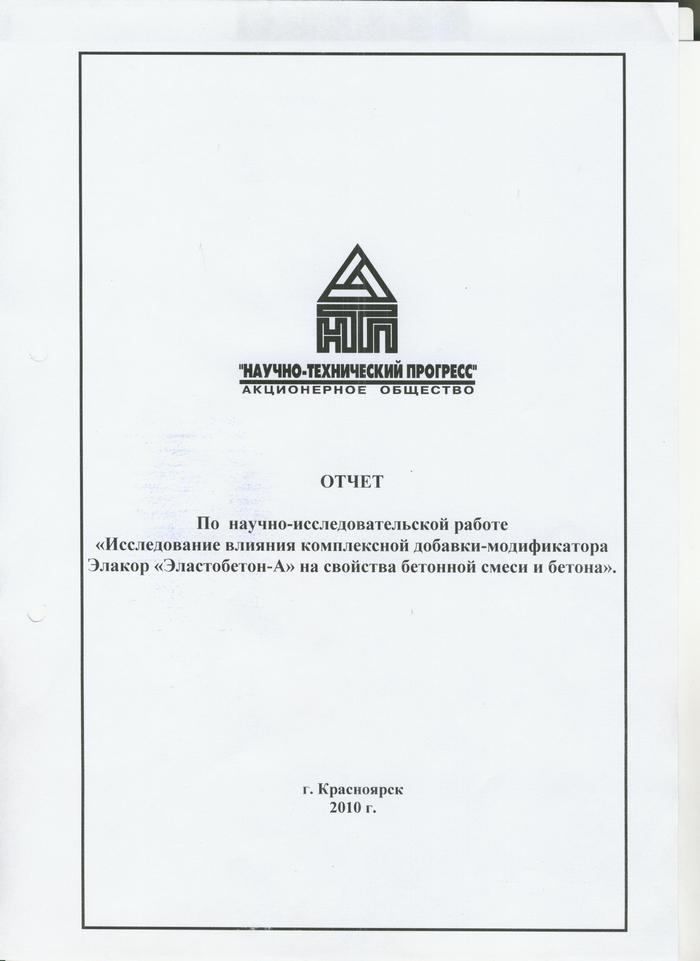 НТП
"НАУЧНО-ТЕХНИЧЕСКИЙ ПРОГРЕСС"
АКЦИОНЕРНОЕ ОБЩЕСТВО
ОТЧЕТ
По научно-исследовательской работе
«Исследование влияния комплексной добавки-модификатора
Элакор «Эластобетон-А» на свойства бетонной смеси и бетона».
г. Красноярск
2010 г.